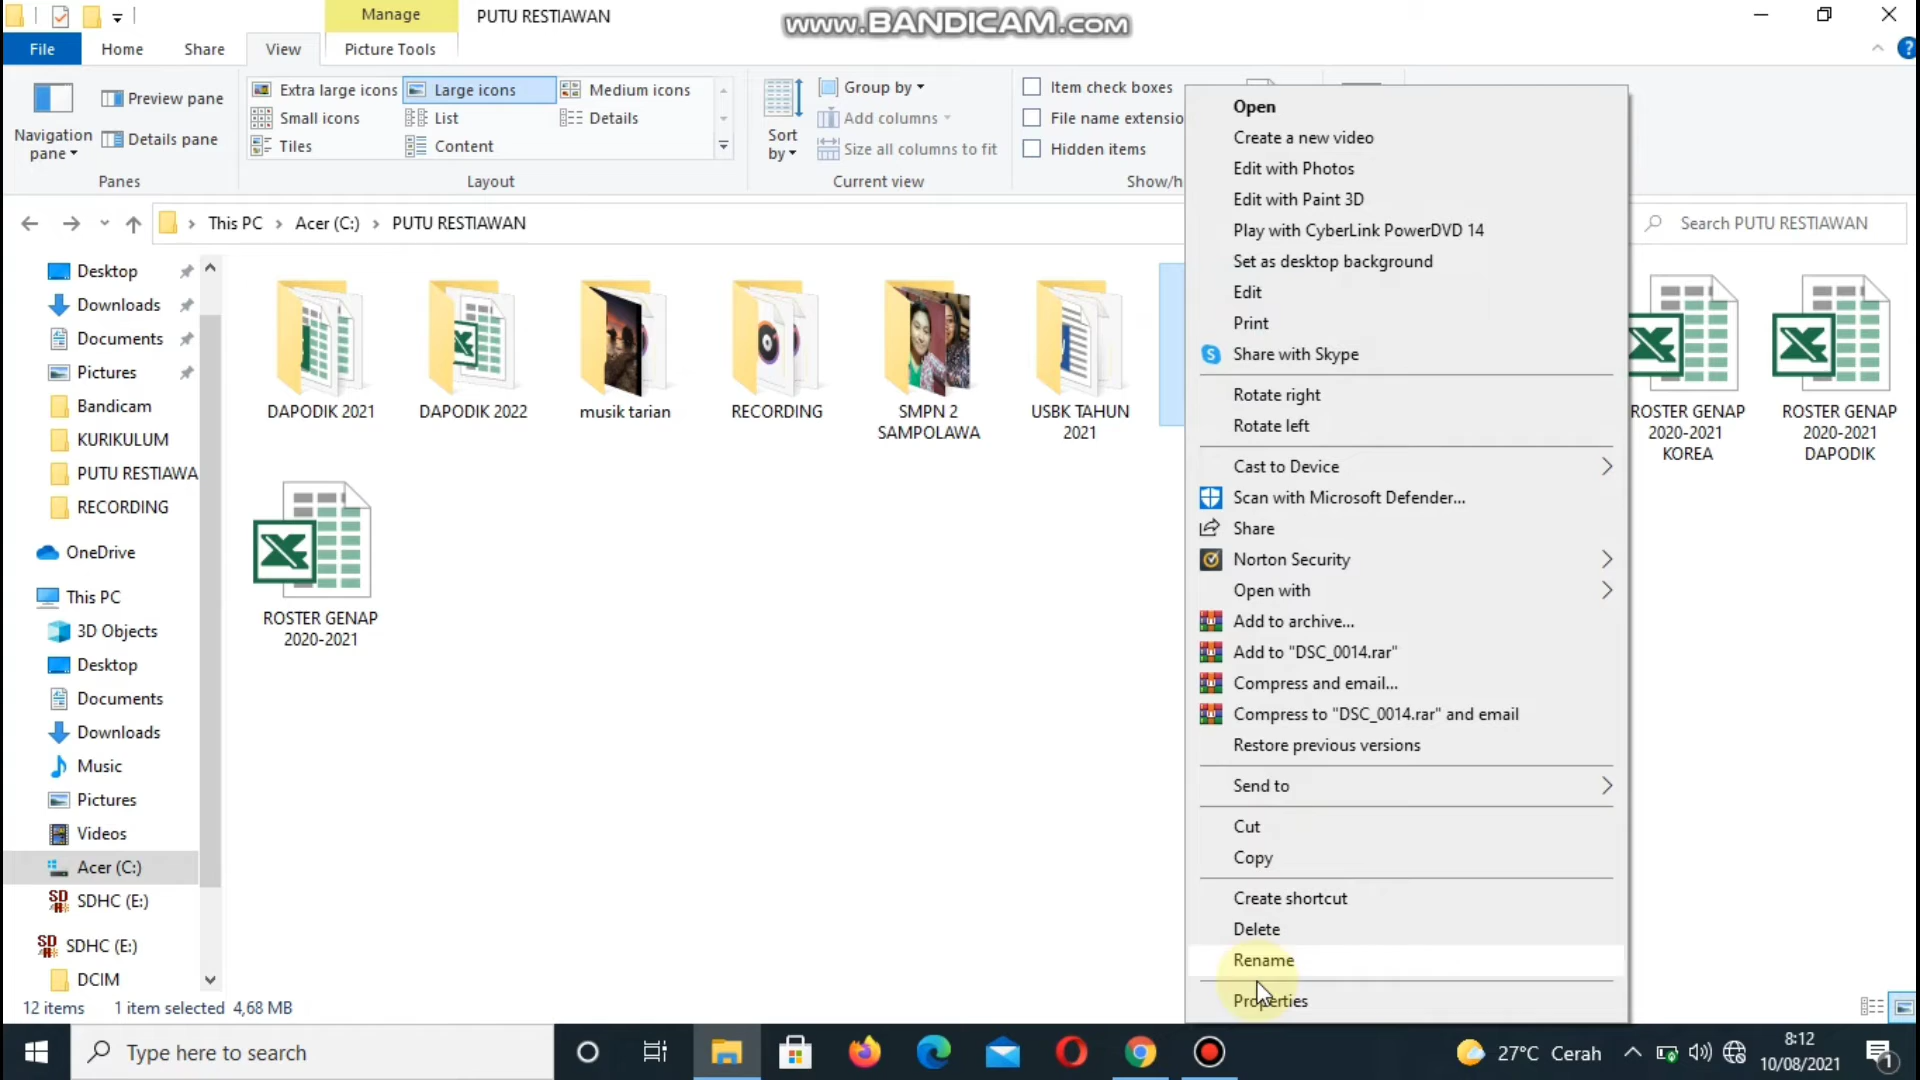 Manage
PUTU RESTIAWAN
www.BANDICAM.com
File
Home
Share
View
Picture Tools
Navigation
pane
Preview pane
Details pane
Panes
Extra large icons
Large icons
Medium icons
Small icons
List
Details
Tiles
Content
Layout
Sort
by
Group by
Add columns
Size all columns to fit
Current view
Item check boxes
File name extensio
Hidden items
Show/h
This PC
Acer (C:)
PUTU RESTIAWAN
Search PUTU RESTIAWAN
Desktop
Downloads
Documents
Pictures
Bandicam
KURIKULUM
PUTU RESTIAWA
RECORDING
OneDrive
This PC
3D Objects
Desktop
Documents
Downloads
Music
Pictures
Videos
Acer (C:)
SDHC (E:)
SDHC (E:)
DCIM
DAPODIK 2021
DAPODIK 2022
musik tarian
RECORDING
SMPN 2
SAMPOLAWA
USBK TAHUN
2021
ROSTER GENAP
2020-2021
KOREA
ROSTER GENAP
2020-2021
DAPODIK
ROSTER GENAP
2020-2021
Open
Create a new video
Edit with Photos
Edit with Paint 3D
Play with CyberLink PowerDVD 14
Set as desktop background
Edit
Print
Share with Skype
Rotate right
Rotate left
Cast to Device
Scan with Microsoft Defender...
Share
Norton Security
Open with
Add to archive...
Add to "DSC_0014.rar"
Compress and email...
Compress to "DSC_0014.rar" and email
Restore previous versions
Send to
Cut
Copy
Create shortcut
Delete
Rename
Properties
12 items
1 item selected
4,68 MB
Type here to search
27°C Cerah
8:12
10/08/2021
1